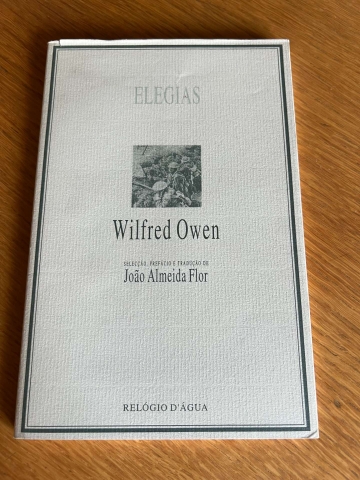 ELEGIAS
Wilfred Owen
SELECÇÃO, PREFÁCIO E TRADUÇÃO DE
João Almeida Flor
RELÓGIO D'ÁGUA